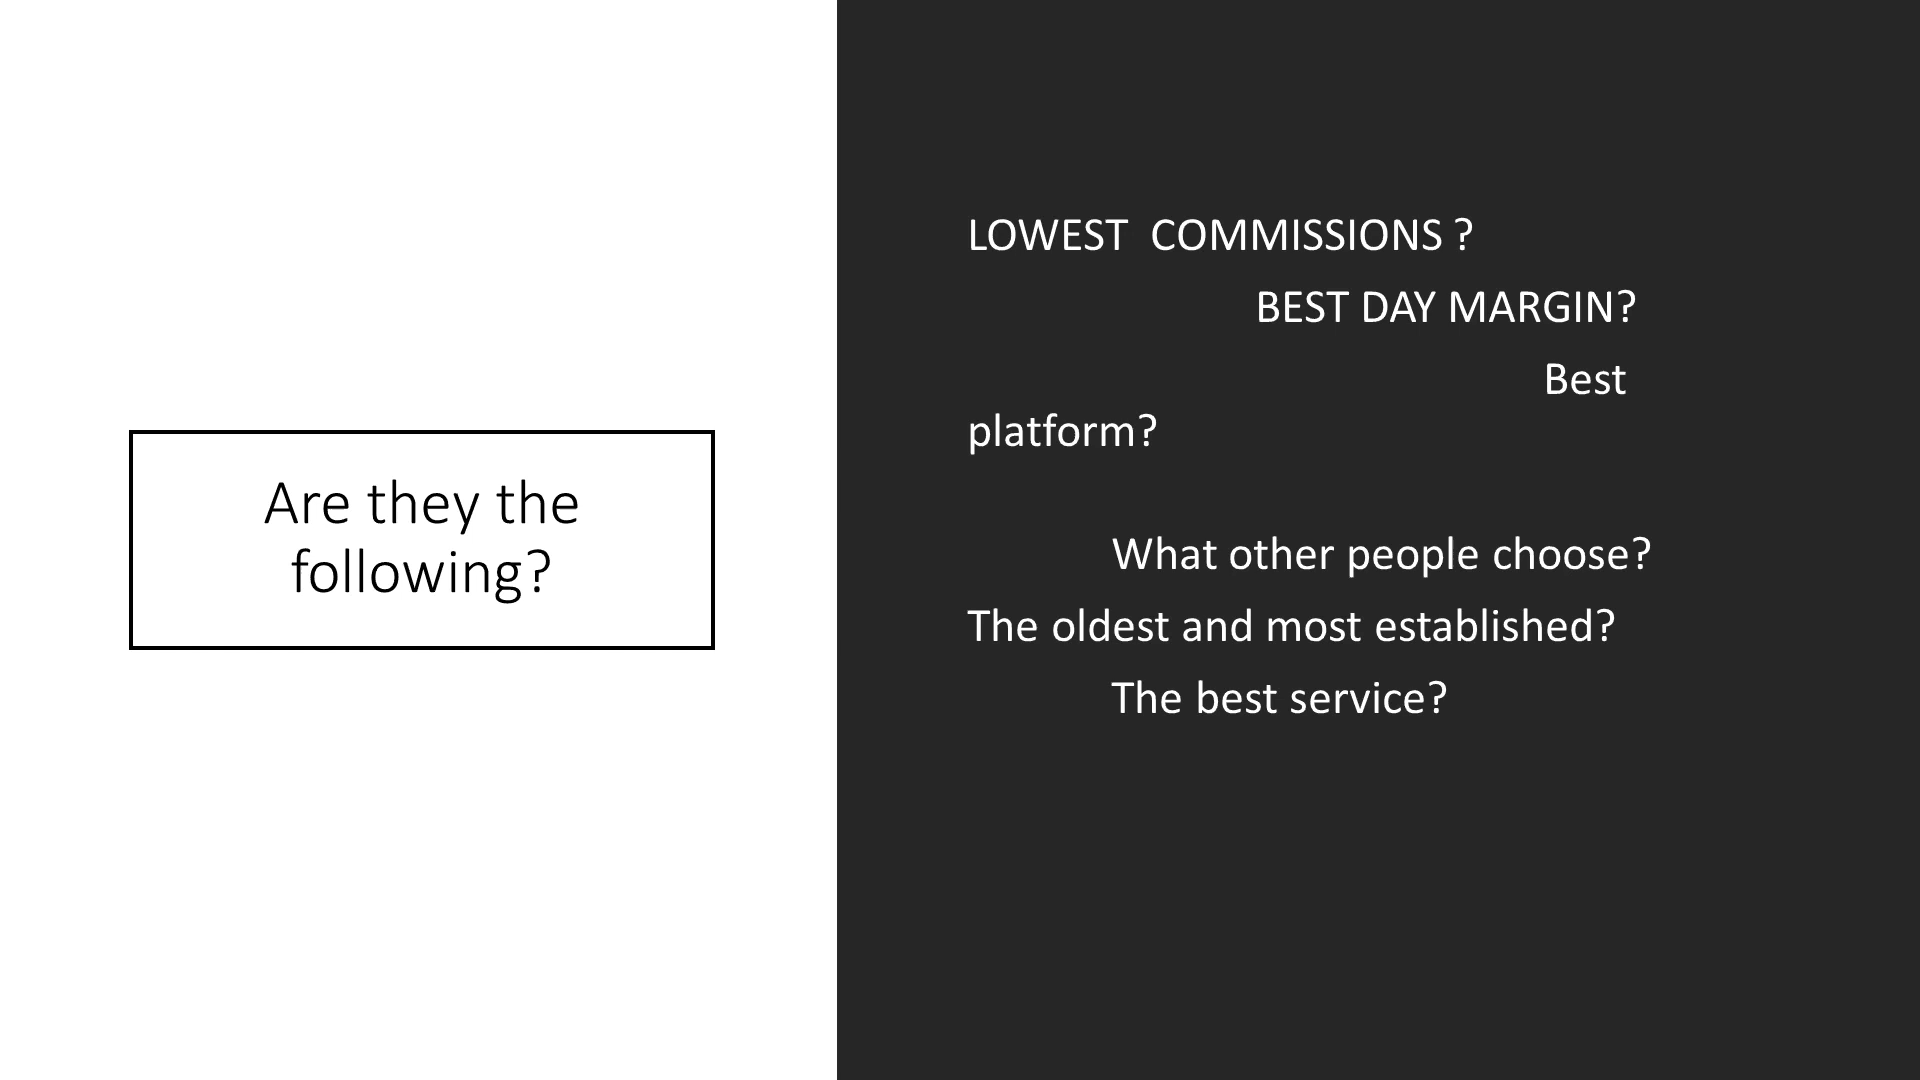 Are they the
following?
LOWEST  COMMISSIONS ?
BEST DAY MARGIN?
Best
platform?
What other people choose?
The oldest and most established?
The best service?